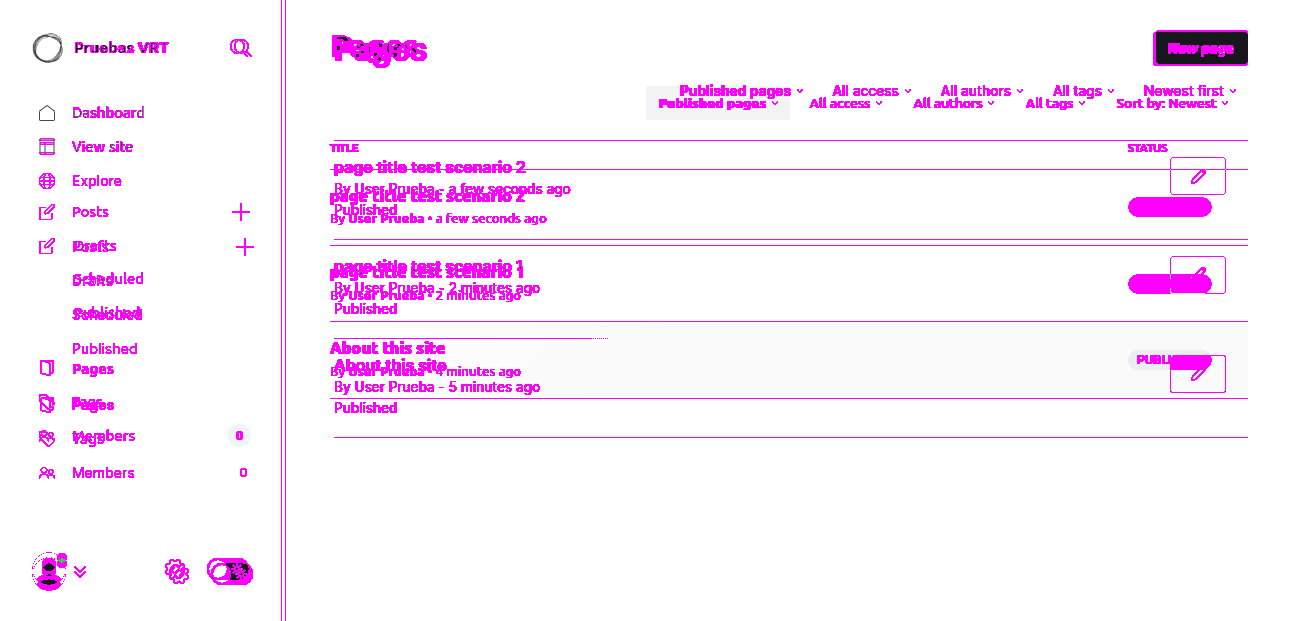 Pruebas VRT
Dashboard
View site
Explore
Posts
Drafts
Posts
Scheduled
Drafts
Published
Scheduled
Published
Pages
Tags
Pages
Members 0
Tags
Members 0
Pages
New page
Published pages All access All authors All tags Newest first
Published pages All access All authors All tags Sort by: Newest
TITLE STATUS
page title test scenario 2
By User Prueba - a few seconds ago
page title test scenario 2
Published
By User Prueba • a few seconds ago
page title test scenario 1
page title test scenario 1
By User Prueba - 2 minutes ago
By User Prueba • 2 minutes ago
Published
About this site
About this site
By User Prueba • 4 minutes ago
By User Prueba - 5 minutes ago
Published